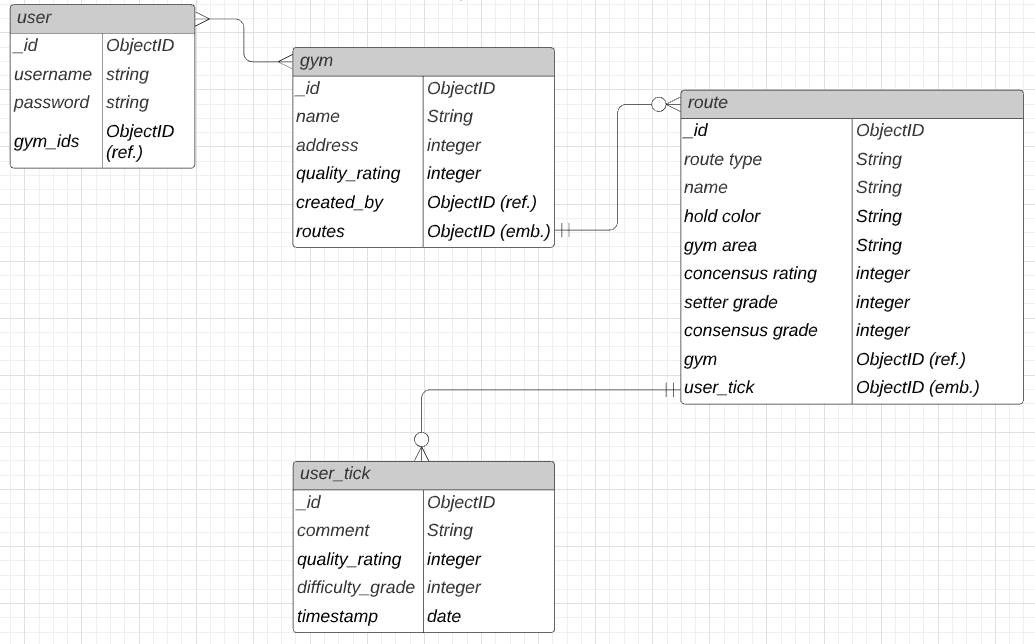 user
_id ObjectID
username string
password string
gym_ids ObjectID
(ref.)
gym
_id ObjectID
name String
address integer
quality_rating integer
created_by ObjectID (ref.)
routes ObjectID (emb.)
route
_id ObjectID
route type String
name String
hold color String
gym area String
concensus rating integer
setter grade integer
consensus grade integer
gym ObjectID (ref.)
user_tick ObjectID (emb.)
user_tick
_id ObjectID
comment String
quality_rating integer
difficulty_grade integer
timestamp date